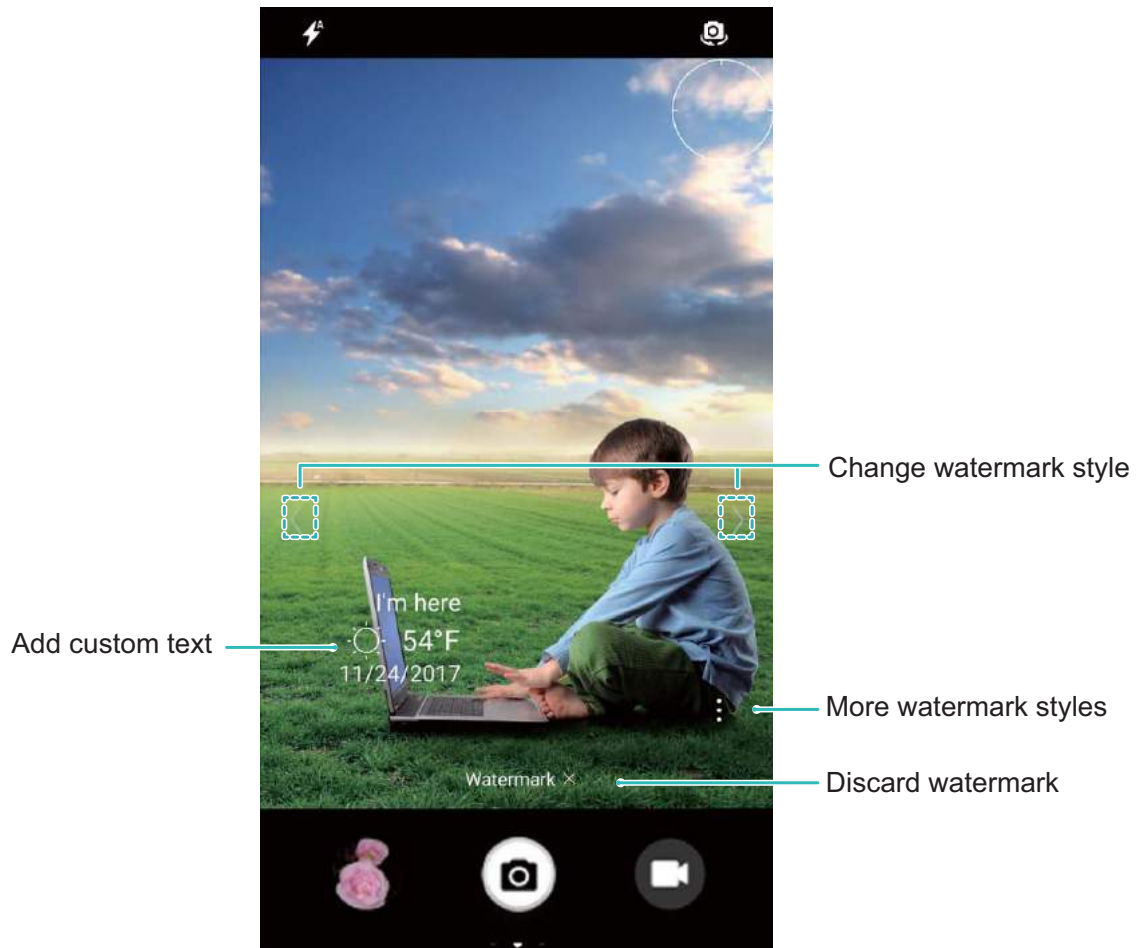 A
Change watermark style
I'm here
Add custom text
54°F
11/24/2017
More watermark styles
Watermark ×
Discard watermark